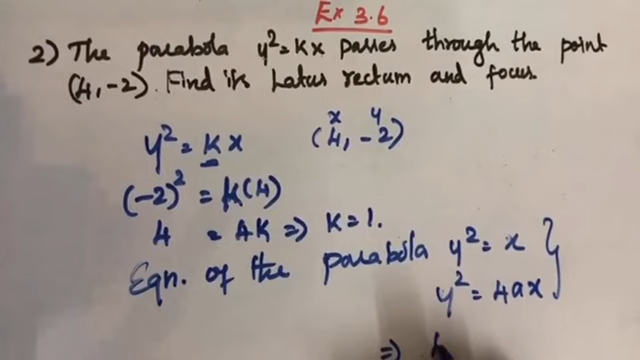 Ex 3.6
2) The parabola y² = kx passes through the point
(4, -2). Find its Latus rectum and focus.
y² = Kx
x y
(4, -2)
(-2)² = k(4)
4 = 4K ⇒ K = 1.
Eqn. of the parabola y² = x }
y² = 4ax
⇒